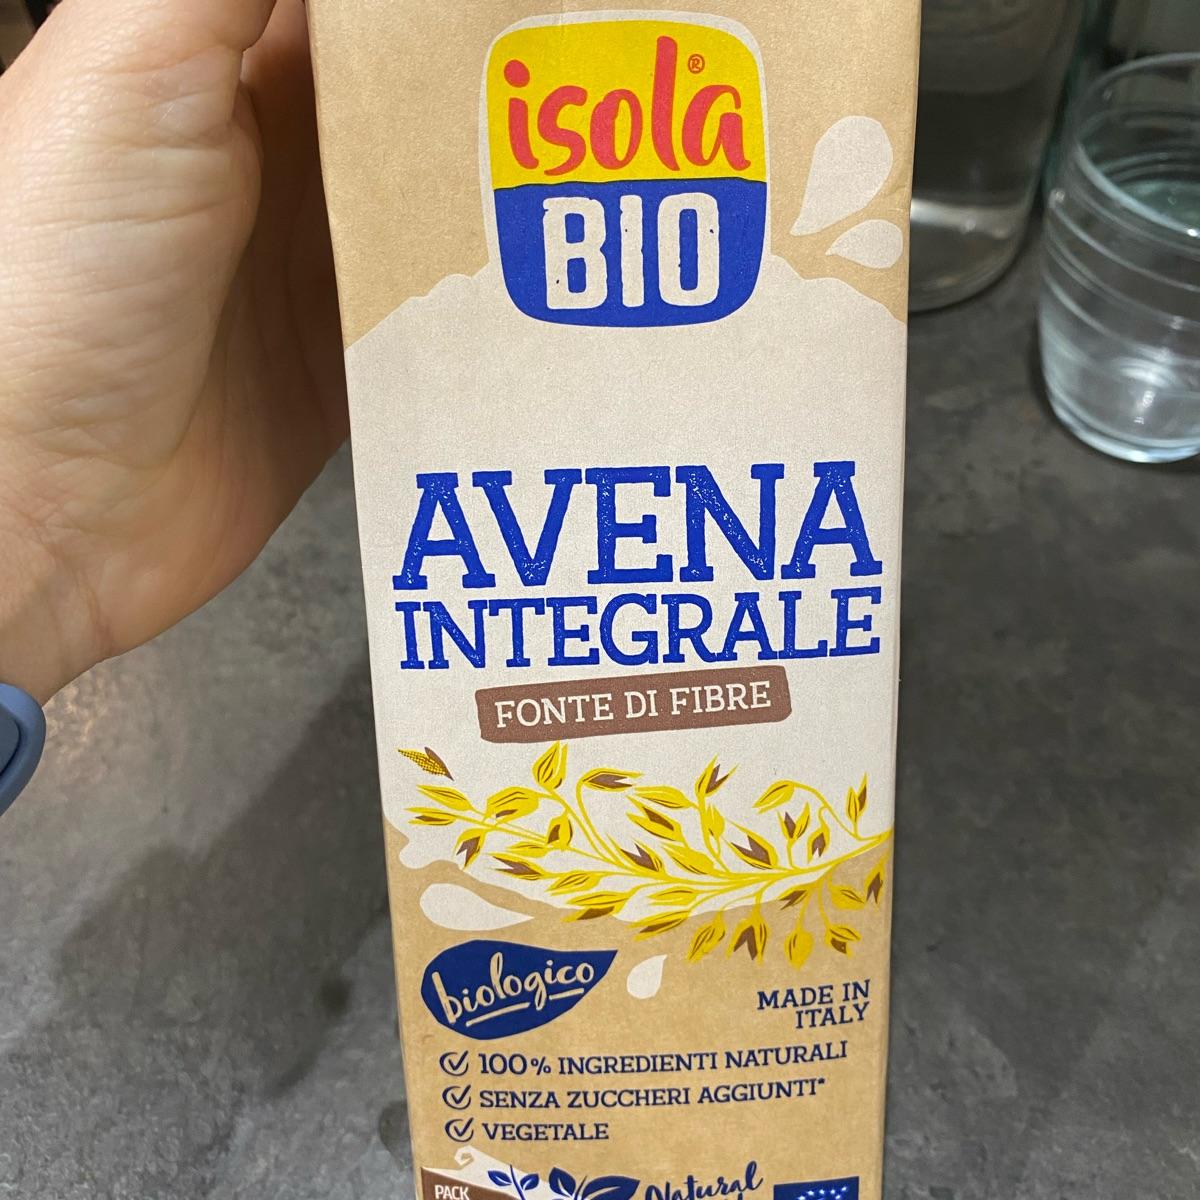 isola®
BIO
AVENA
INTEGRALE
FONTE DI FIBRE
biologico
MADE IN
ITALY
100% INGREDIENTI NATURALI
SENZA ZUCCHERI AGGIUNTI*
VEGETALE
PACK
Natural